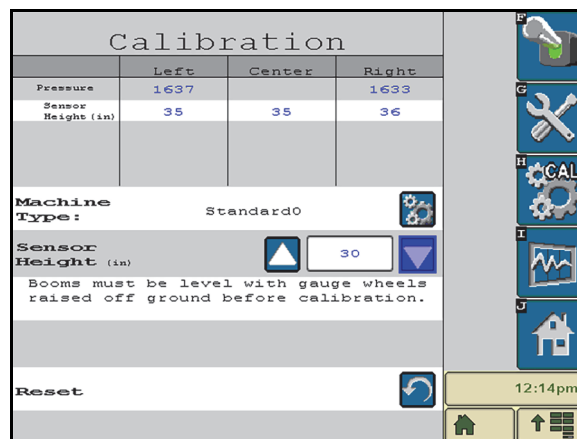 Calibration
Left Center Right
Pressure 1637 1633
Sensor
Height (in) 35 35 36
Machine
Type: Standard0
Sensor
Height (in) 30
Booms must be level with gauge wheels
raised off ground before calibration.
Reset
F
G
H
CAL
I
J
12:14pm